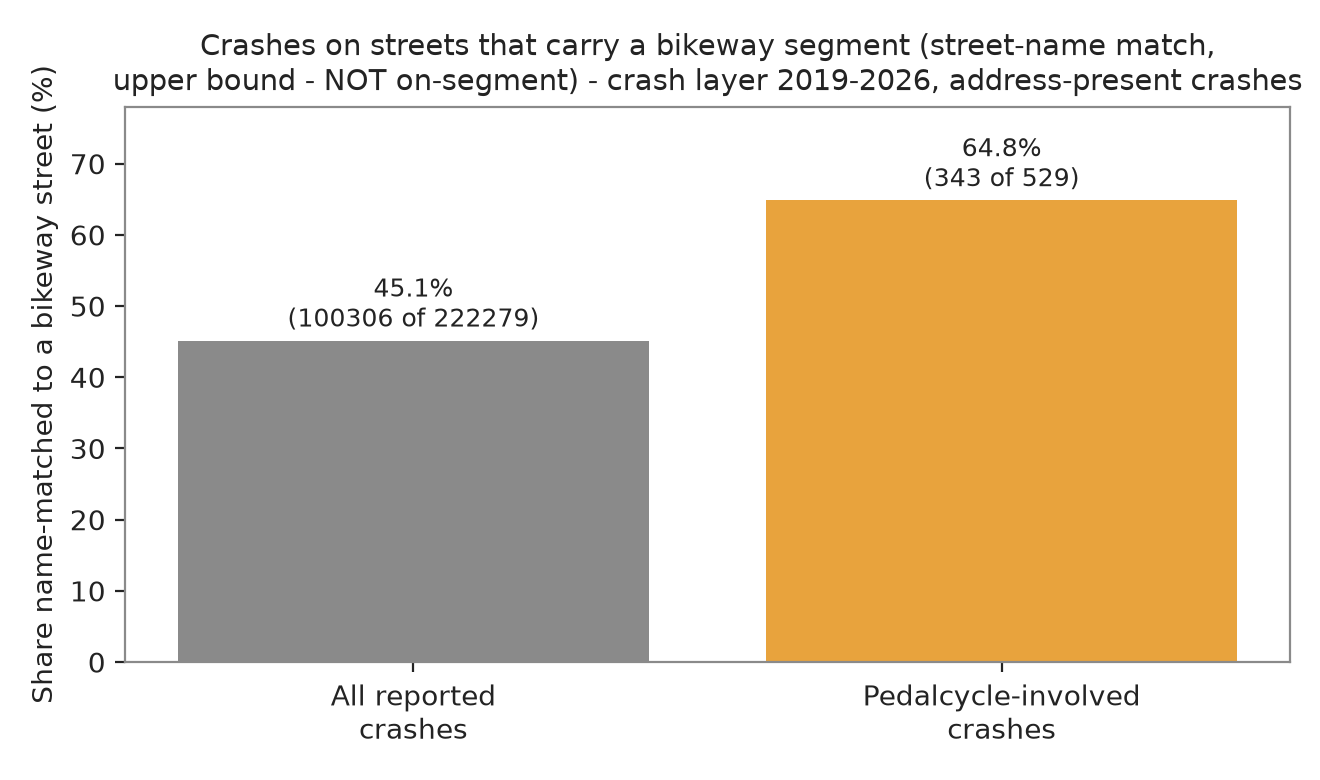 Crashes on streets that carry a bikeway segment (street-name match,
upper bound - NOT on-segment) - crash layer 2019-2026, address-present crashes
Share name-matched to a bikeway street (%)
70
60
50
40
30
20
10
0
45.1%
(100306 of 222279)
64.8%
(343 of 529)
All reported
crashes
Pedalcycle-involved
crashes